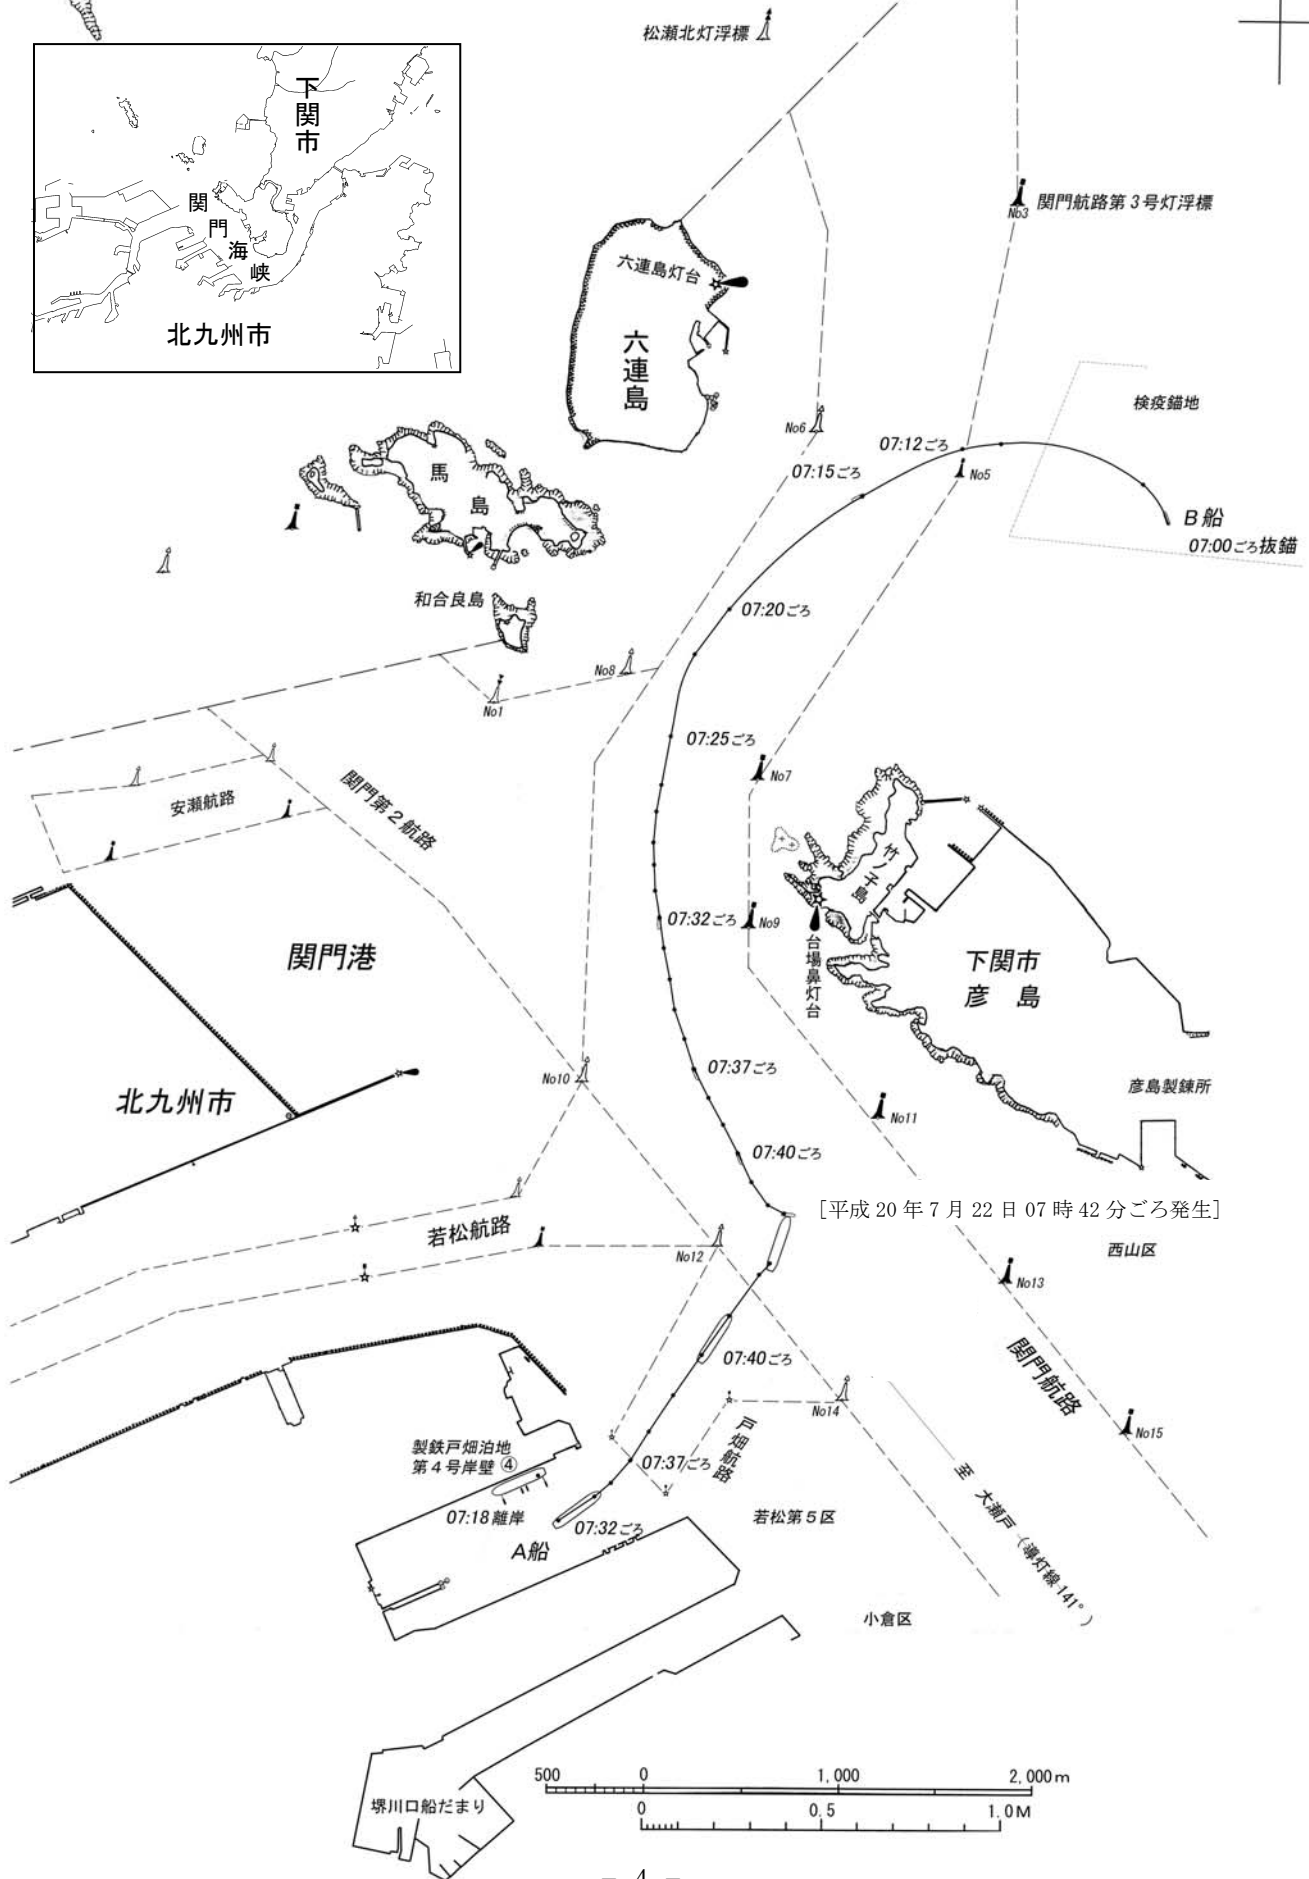 松瀬北灯浮標
下関市
関門海峡
北九州市
No3
関門航路第3号灯浮標
六連島灯台
六連島
検疫錨地
No6
07:12ごろ
07:15ごろ
No5
馬島
B船
07:00ごろ抜錨
和合良島
07:20ごろ
No8
No1
07:25ごろ
No7
関門第2航路
安瀬航路
竹ノ子島
07:32ごろ
No9
台場鼻灯台
関門港
下関市
彦島
07:37ごろ
No10
北九州市
彦島製錬所
No11
07:40ごろ
[平成20年7月22日07時42分ごろ発生]
若松航路
No12
西山区
No13
07:40ごろ
関門航路
No14
No15
戸畑航路
製鉄戸畑泊地
第4号岸壁④
07:37ごろ
至 大瀬戸(導灯線141°)
07:18離岸
07:32ごろ
若松第5区
A船
小倉区
500 0 1,000 2,000m
堺川口船だまり
0 0.5 1.0M
－ 4 －